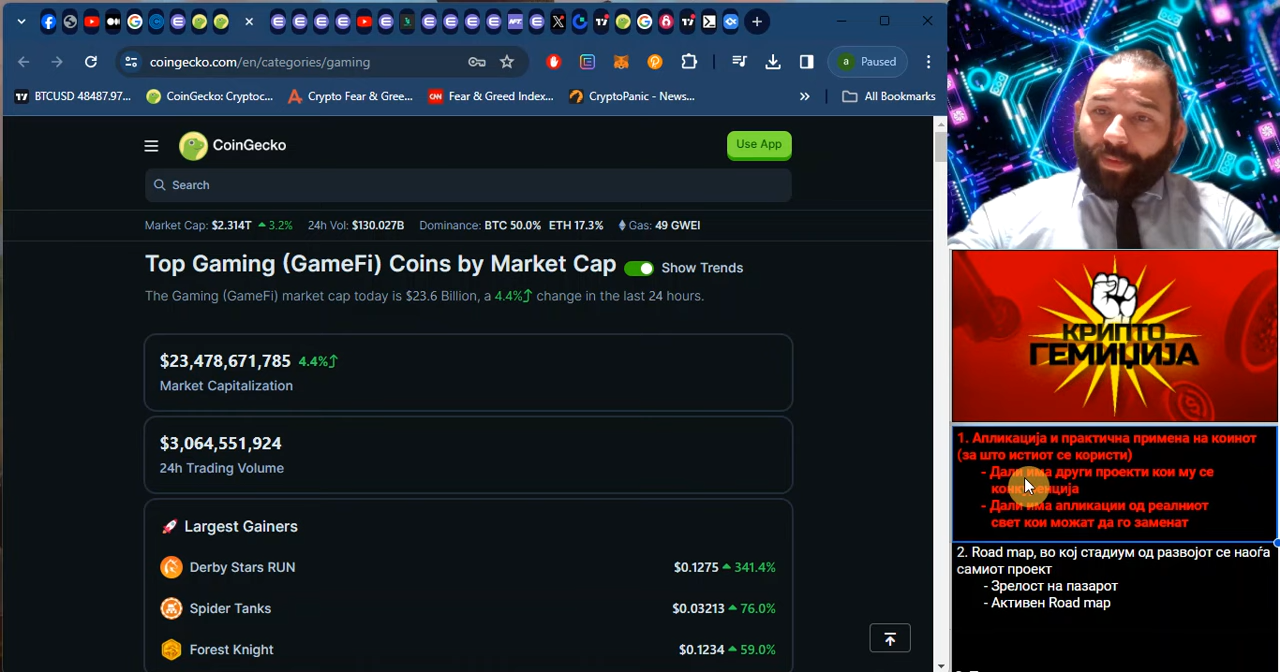 coingecko.com/en/categories/gaming
a Paused
BTCUSD 48487.97...
CoinGecko: Cryptoc...
Crypto Fear & Gree...
Fear & Greed Index...
CryptoPanic - News...
All Bookmarks
CoinGecko
Use App
Search
Market Cap: $2.314T 3.2% 24h Vol: $130.027B Dominance: BTC 50.0% ETH 17.3% Gas: 49 GWEI
Top Gaming (GameFi) Coins by Market Cap
Show Trends
The Gaming (GameFi) market cap today is $23.6 Billion, a 4.4% change in the last 24 hours.
$23,478,671,785 4.4%
Market Capitalization
$3,064,551,924
24h Trading Volume
Largest Gainers
Derby Stars RUN $0.1275 341.4%
Spider Tanks $0.03213 76.0%
Forest Knight $0.1234 59.0%
КРИПТО
ГЕМИЏИЈА
1. Апликација и практична примена на коинот
(за што истиот се користи)
- Дали има други проекти кои му се
конкуренција
- Дали има апликации од реалниот
свет кои можат да го заменат
2. Road map, во кој стадиум од развојот се наоѓа
самиот проект
- Зрелост на пазарот
- Активен Road map